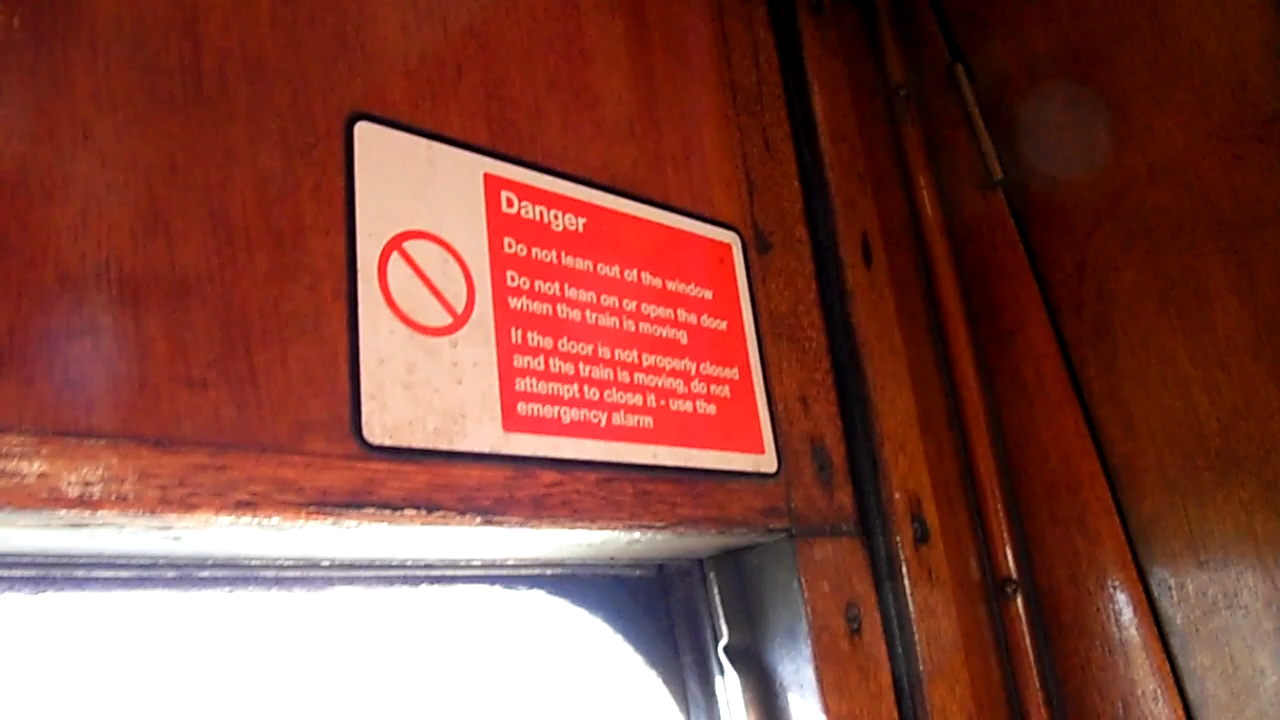 Danger
Do not lean out of the window
Do not lean on or open the door
when the train is moving
If the door is not properly closed
and the train is moving, do not
attempt to close it - use the
emergency alarm